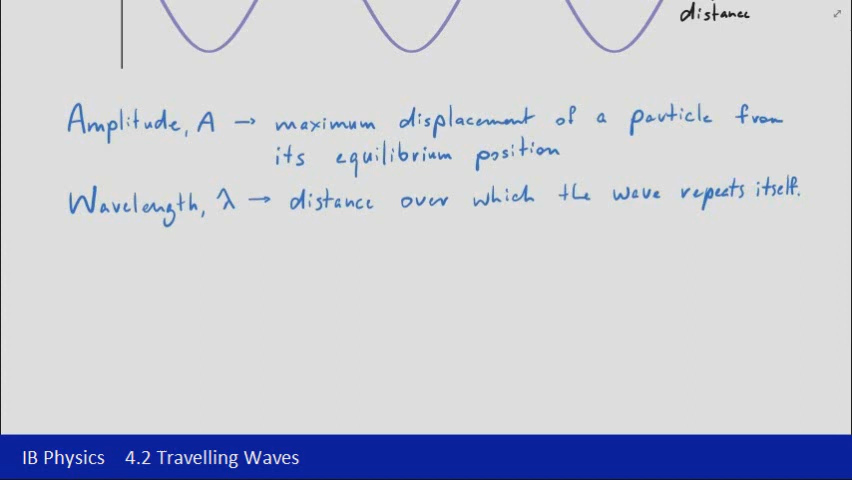 distance
Amplitude, A → maximum displacement of a particle from
its equilibrium position
Wavelength, λ → distance over which the wave repeats itself.
IB Physics 4.2 Travelling Waves